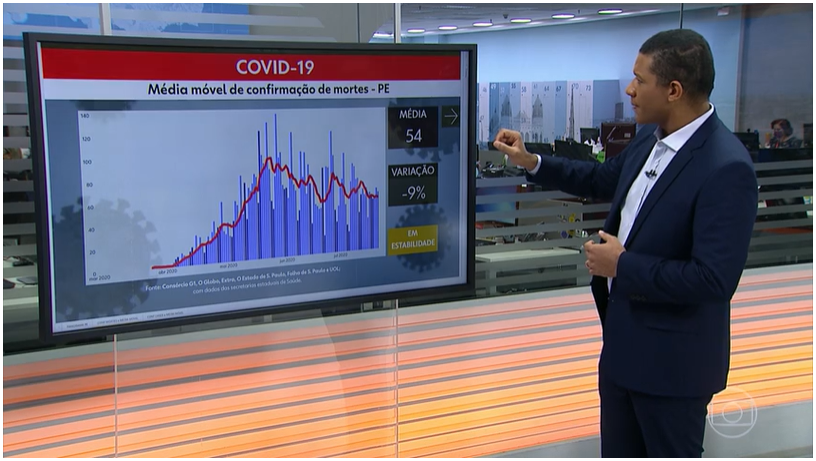 COVID-19
Média móvel de confirmação de mortes - PE
140
120
100
80
60
40
20
0
mar 2020
abr 2020
mai 2020
jun 2020
jul 2020
MÉDIA
54
VARIAÇÃO
-9%
EM
ESTABILIDADE
Fonte: Consórcio G1, O Globo, Extra, O Estado de S. Paulo, Folha de S. Paulo e UOL;
com dados das secretarias estaduais de Saúde.